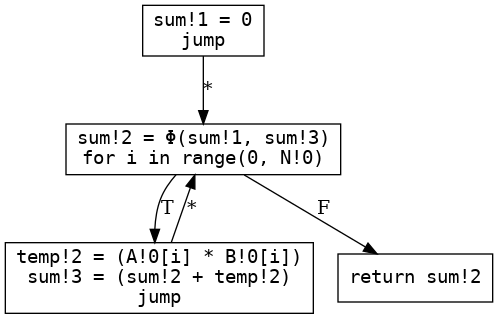 sum!1 = 0
jump
*
sum!2 = Φ(sum!1, sum!3)
for i in range(0, N!0)
T
*
F
temp!2 = (A!0[i] * B!0[i])
sum!3 = (sum!2 + temp!2)
jump
return sum!2